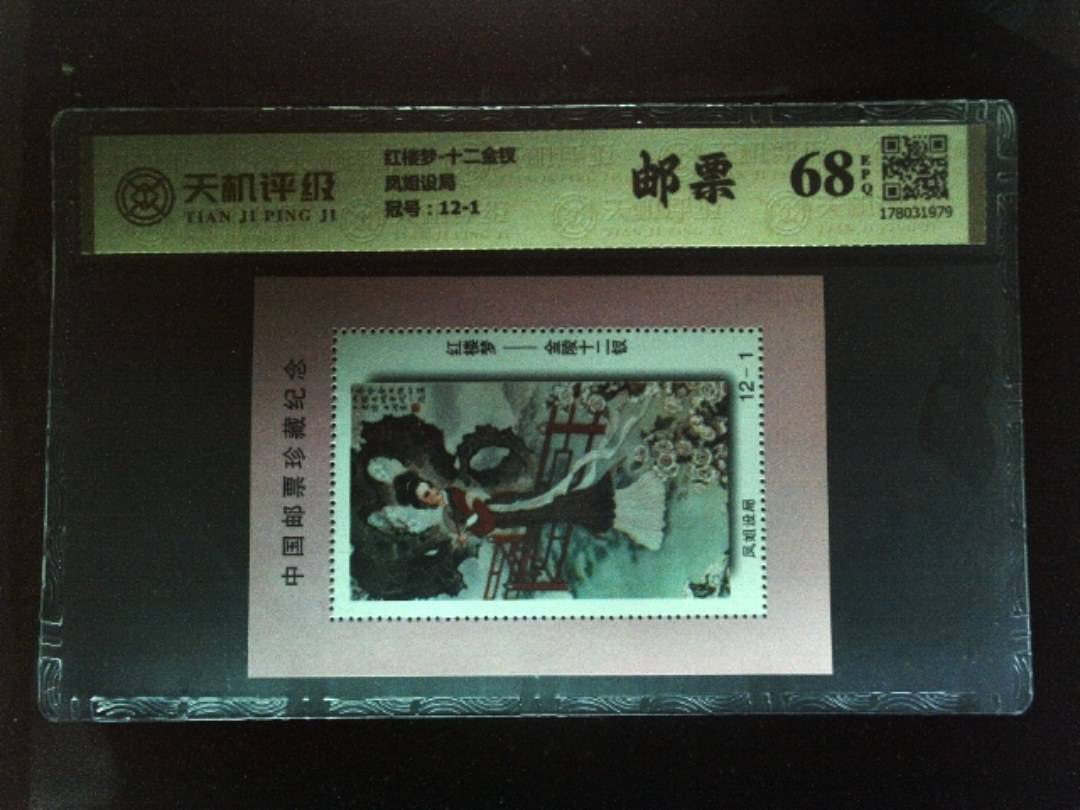 天机评级
TIAN JI PING JI
红楼梦-十二金钗
凤姐设局
冠号：12-1
邮票
68
EPQ
178031979
中国邮票珍藏纪念
红楼梦——金陵十二钗
12-1
凤姐设局